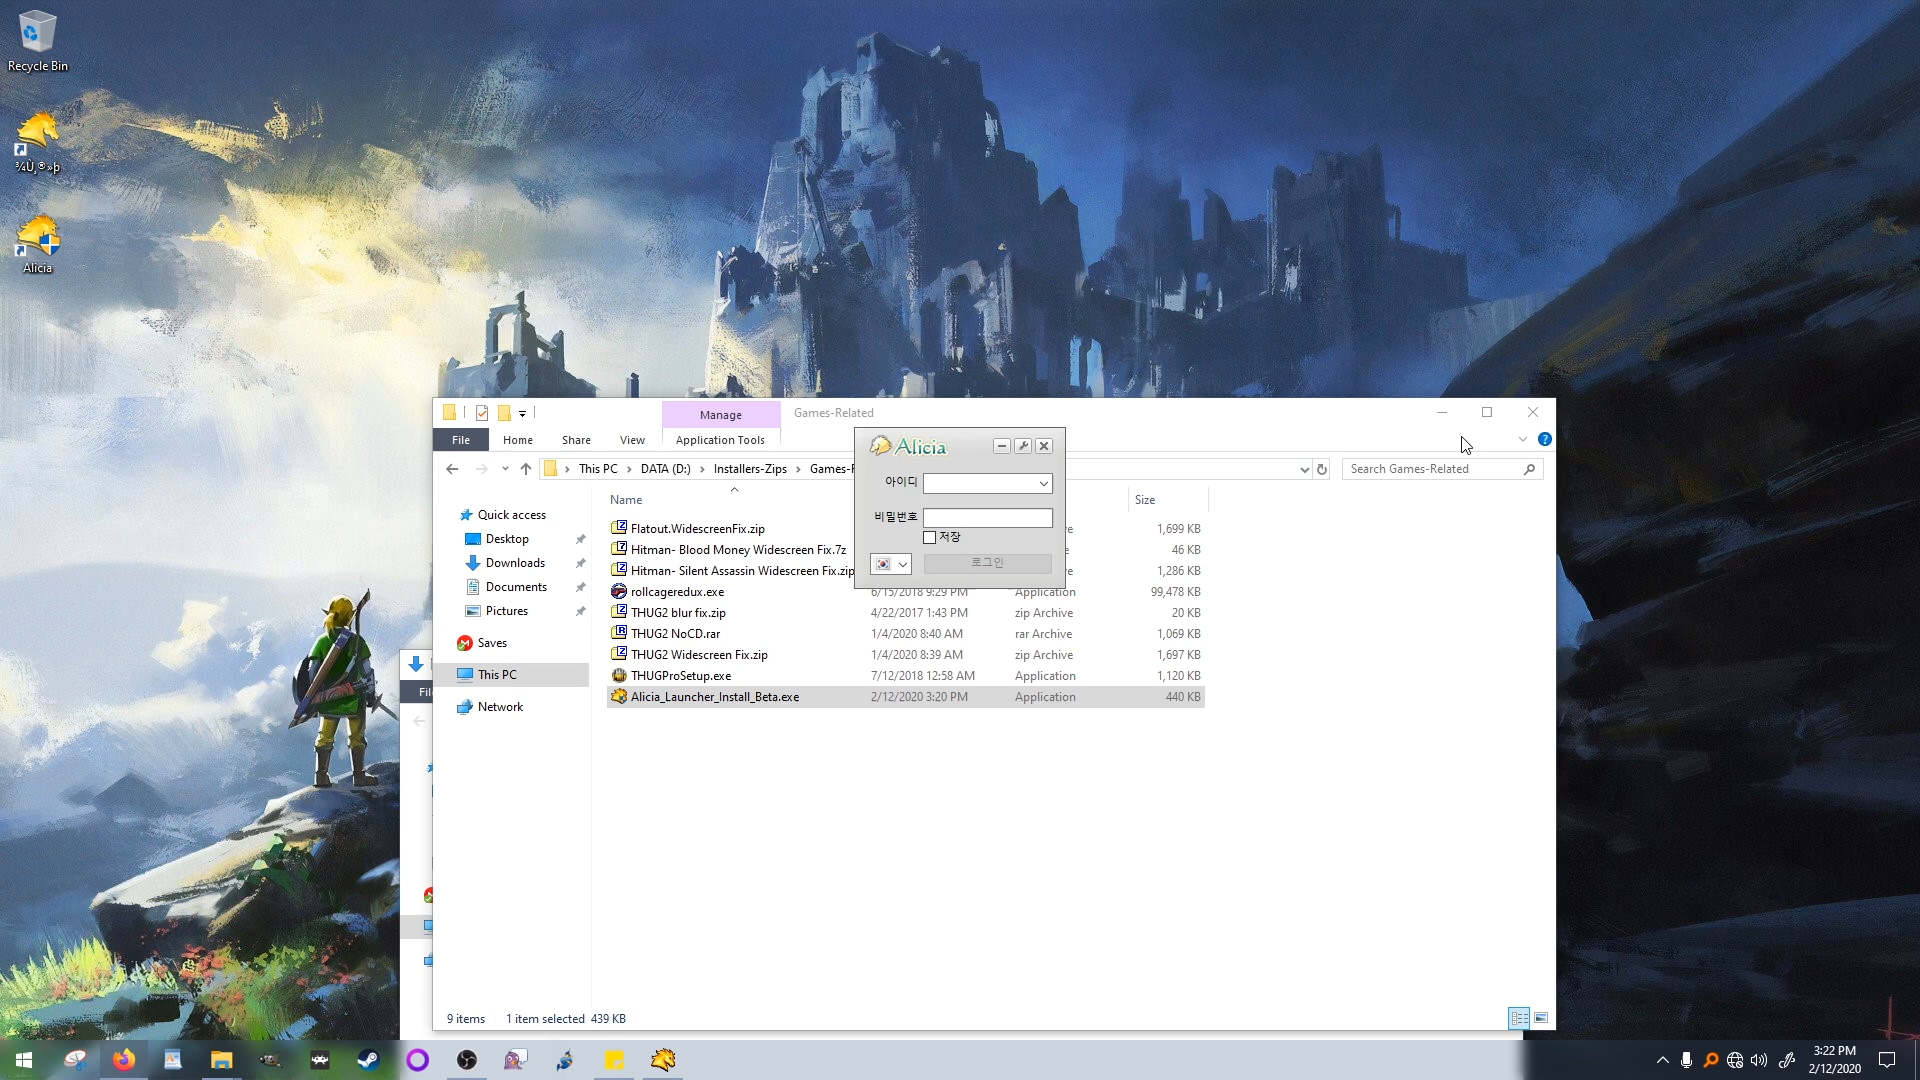 Recycle Bin
¾Ù¸®»þ
Alicia
Manage
Games-Related
File
Home
Share
View
Application Tools
This PC
DATA (D:)
Installers-Zips
Search Games-Related
Name
Size
Quick access
Desktop
Downloads
Documents
Pictures
Saves
This PC
Network
Flatout.WidescreenFix.zip
1,699 KB
Hitman- Blood Money Widescreen Fix.7z
46 KB
Hitman- Silent Assassin Widescreen Fix.zip
1,286 KB
rollcageredux.exe 6/15/2018 9:29 PM Application 99,478 KB
THUG2 blur fix.zip 4/22/2017 1:43 PM zip Archive 20 KB
THUG2 NoCD.rar 1/4/2020 8:40 AM rar Archive 1,069 KB
THUG2 Widescreen Fix.zip 1/4/2020 8:39 AM zip Archive 1,697 KB
THUGProSetup.exe 7/12/2018 12:58 AM Application 1,120 KB
Alicia_Launcher_Install_Beta.exe 2/12/2020 3:20 PM Application 440 KB
Alicia
아이디
비밀번호
저장
로그인
9 items 1 item selected 439 KB
3:22 PM
2/12/2020